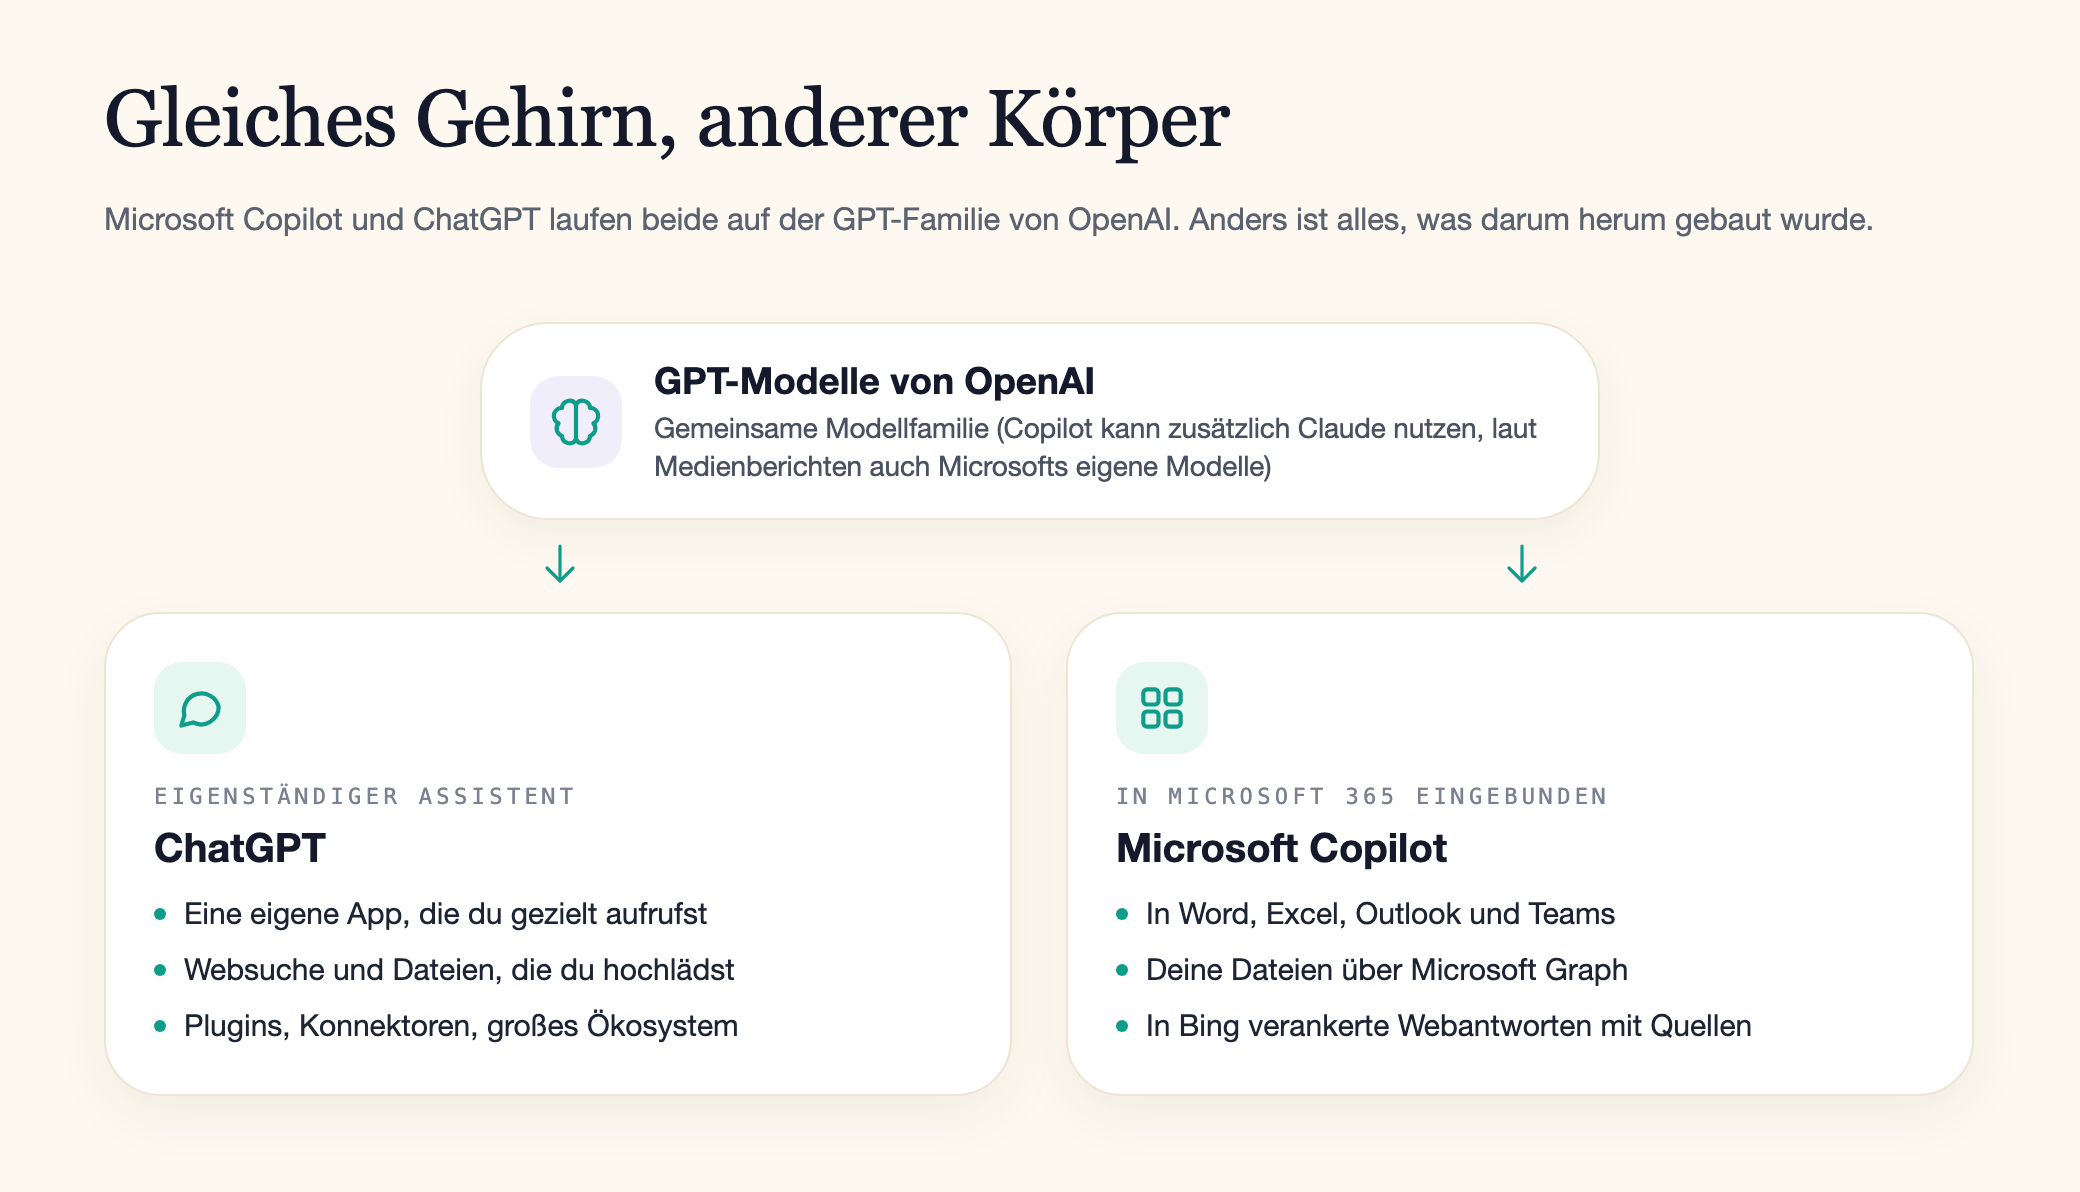 Gleiches Gehirn, anderer Körper
Microsoft Copilot und ChatGPT laufen beide auf der GPT-Familie von OpenAI. Anders ist alles, was darum herum gebaut wurde.
GPT-Modelle von OpenAI
Gemeinsame Modellfamilie (Copilot kann zusätzlich Claude nutzen, laut
Medienberichten auch Microsofts eigene Modelle)
EIGENSTÄNDIGER ASSISTENT
ChatGPT
Eine eigene App, die du gezielt aufrufst
Websuche und Dateien, die du hochlädst
Plugins, Konnektoren, großes Ökosystem
IN MICROSOFT 365 EINGEBUNDEN
Microsoft Copilot
In Word, Excel, Outlook und Teams
Deine Dateien über Microsoft Graph
In Bing verankerte Webantworten mit Quellen